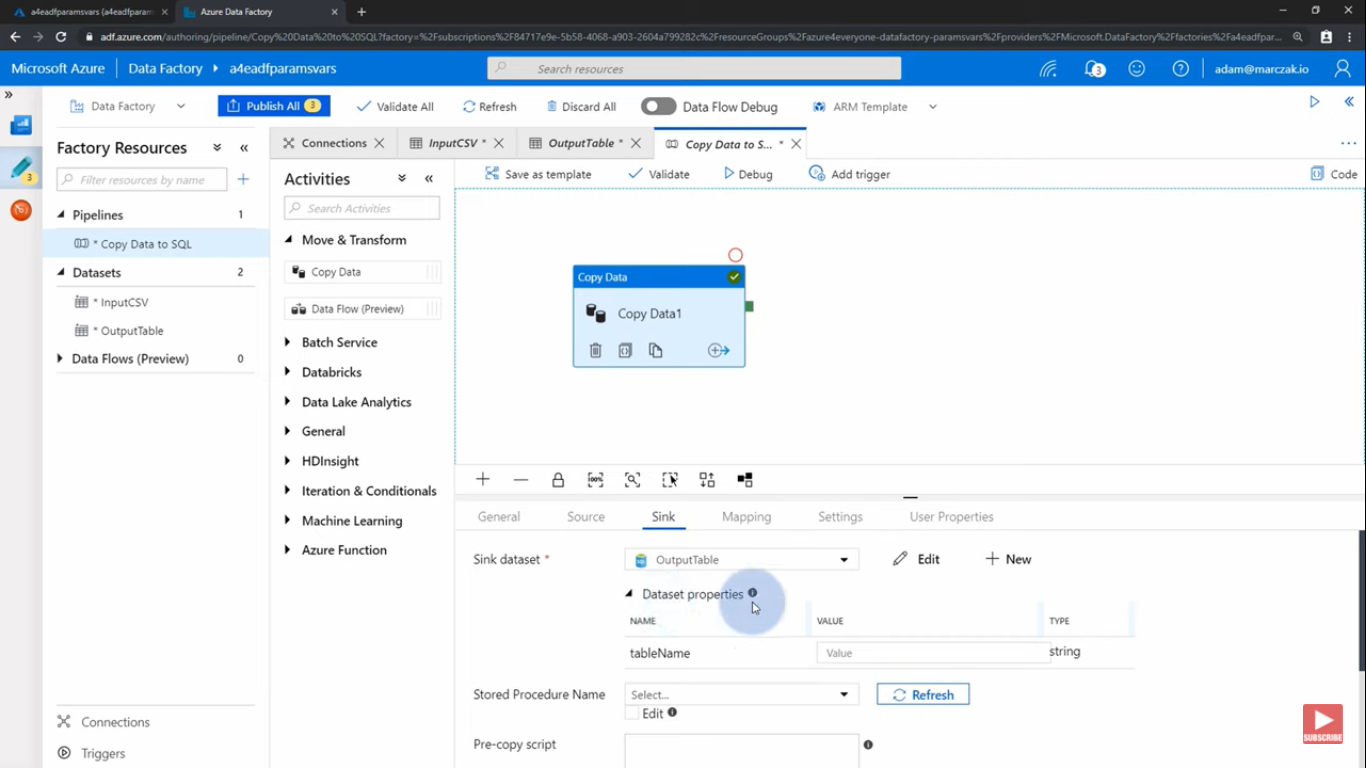 a4eadfparamsvars (a4eadfparams
Azure Data Factory
adf.azure.com/authoring/pipeline/Copy%20Data%20to%20SQL?factory=%2Fsubscriptions%2F84717e9e-5b58-4068-a903-2604a799282c%2FresourceGroups%2Fazure4everyone-datafactory-paramsvars%2Fproviders%2FMicrosoft.DataFactory%2Ffactories%2Fa4eadfpar...
Microsoft Azure
Data Factory
a4eadfparamsvars
Search resources
3
adam@marczak.io
Data Factory
Publish All 3
Validate All
Refresh
Discard All
Data Flow Debug
ARM Template
3
Factory Resources
Filter resources by name
Pipelines 1
* Copy Data to SQL
Datasets 2
* InputCSV
* OutputTable
Data Flows (Preview) 0
Connections
Triggers
Connections
InputCSV *
OutputTable *
Copy Data to S... *
Activities
Search Activities
Move & Transform
Copy Data
Data Flow (Preview)
Batch Service
Databricks
Data Lake Analytics
General
HDInsight
Iteration & Conditionals
Machine Learning
Azure Function
Save as template
Validate
Debug
Add trigger
Code
Copy Data
Copy Data1
100%
General
Source
Sink
Mapping
Settings
User Properties
Sink dataset *
OutputTable
Edit
New
Dataset properties
NAME
VALUE
TYPE
tableName
Value
string
Stored Procedure Name
Select...
Refresh
Edit
Pre-copy script
SUBSCRIBE